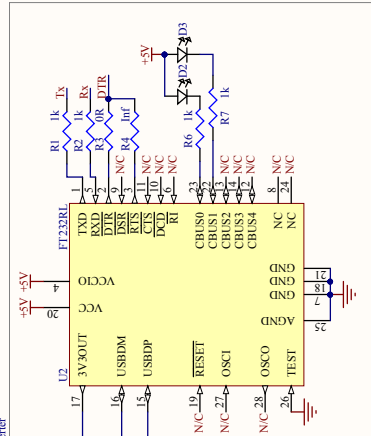 +5V
D3
D2
DTR
Tx
Rx
1k
R1
1k
R2
0R
R3
Inf
R4
1k
R6
1k
R7
N/C
N/C
N/C
N/C
N/C
N/C
N/C
N/C
N/C
1
5
2
9
3
11
10
6
23
22
13
14
12
8
24
FT232RL
TXD
RXD
DTR
DSR
RTS
CTS
DCD
RI
CBUS0
CBUS1
CBUS2
CBUS3
CBUS4
NC
NC
+5V
4
VCCIO
+5V
20
VCC
GND
21
GND
18
GND
7
AGND
25
U2
3V3OUT
USBDM
USBDP
RESET
OSCI
OSCO
TEST
17
16
15
19
27
28
26
N/C
N/C
N/C